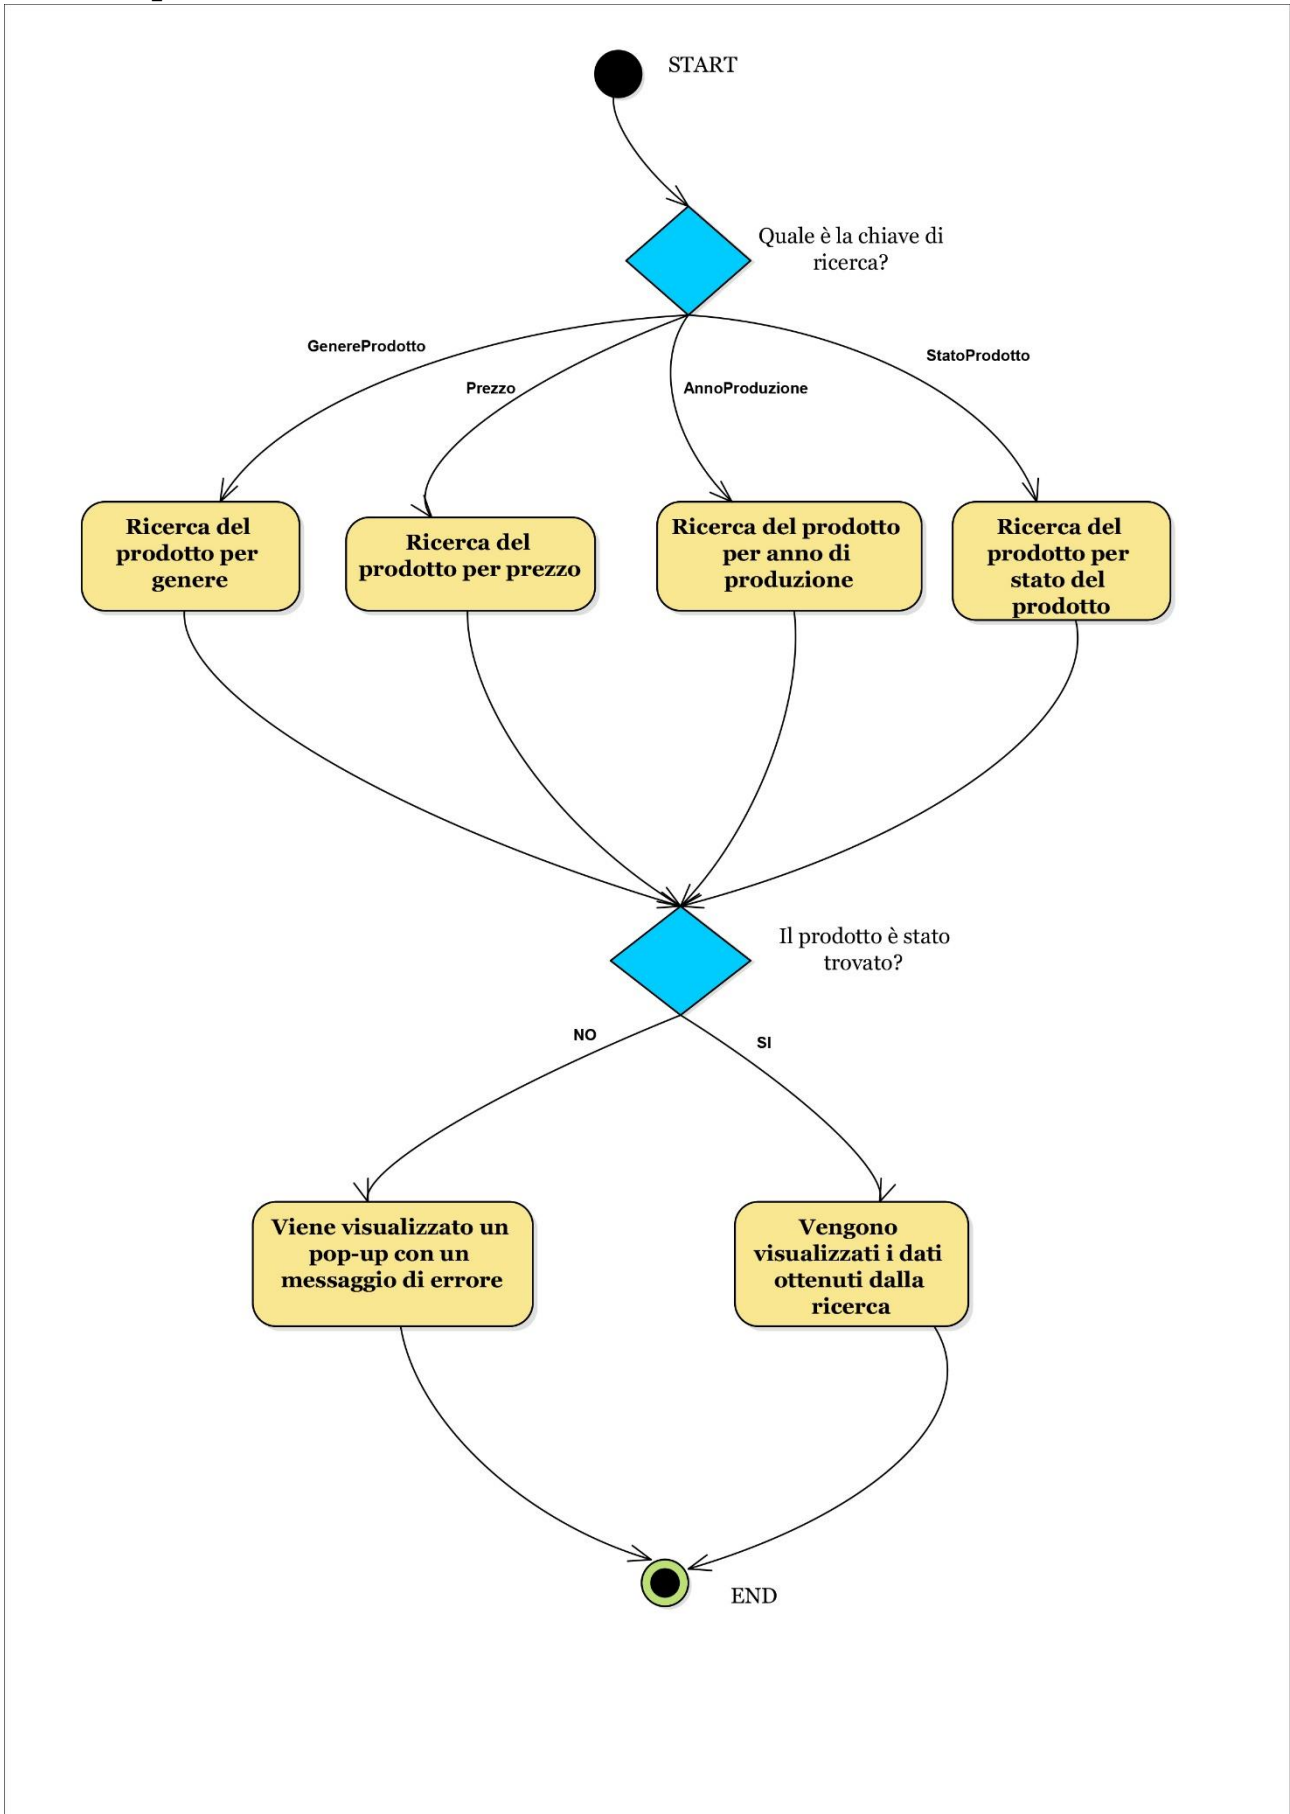 START
Quale è la chiave di
ricerca?
GenereProdotto
StatoProdotto
Prezzo
AnnoProduzione
Ricerca del
prodotto per
genere
Ricerca del
prodotto per prezzo
Ricerca del prodotto
per anno di
produzione
Ricerca del
prodotto per
stato del
prodotto
Il prodotto è stato
trovato?
NO
SI
Viene visualizzato un
pop-up con un
messaggio di errore
Vengono
visualizzati i dati
ottenuti dalla
ricerca
END